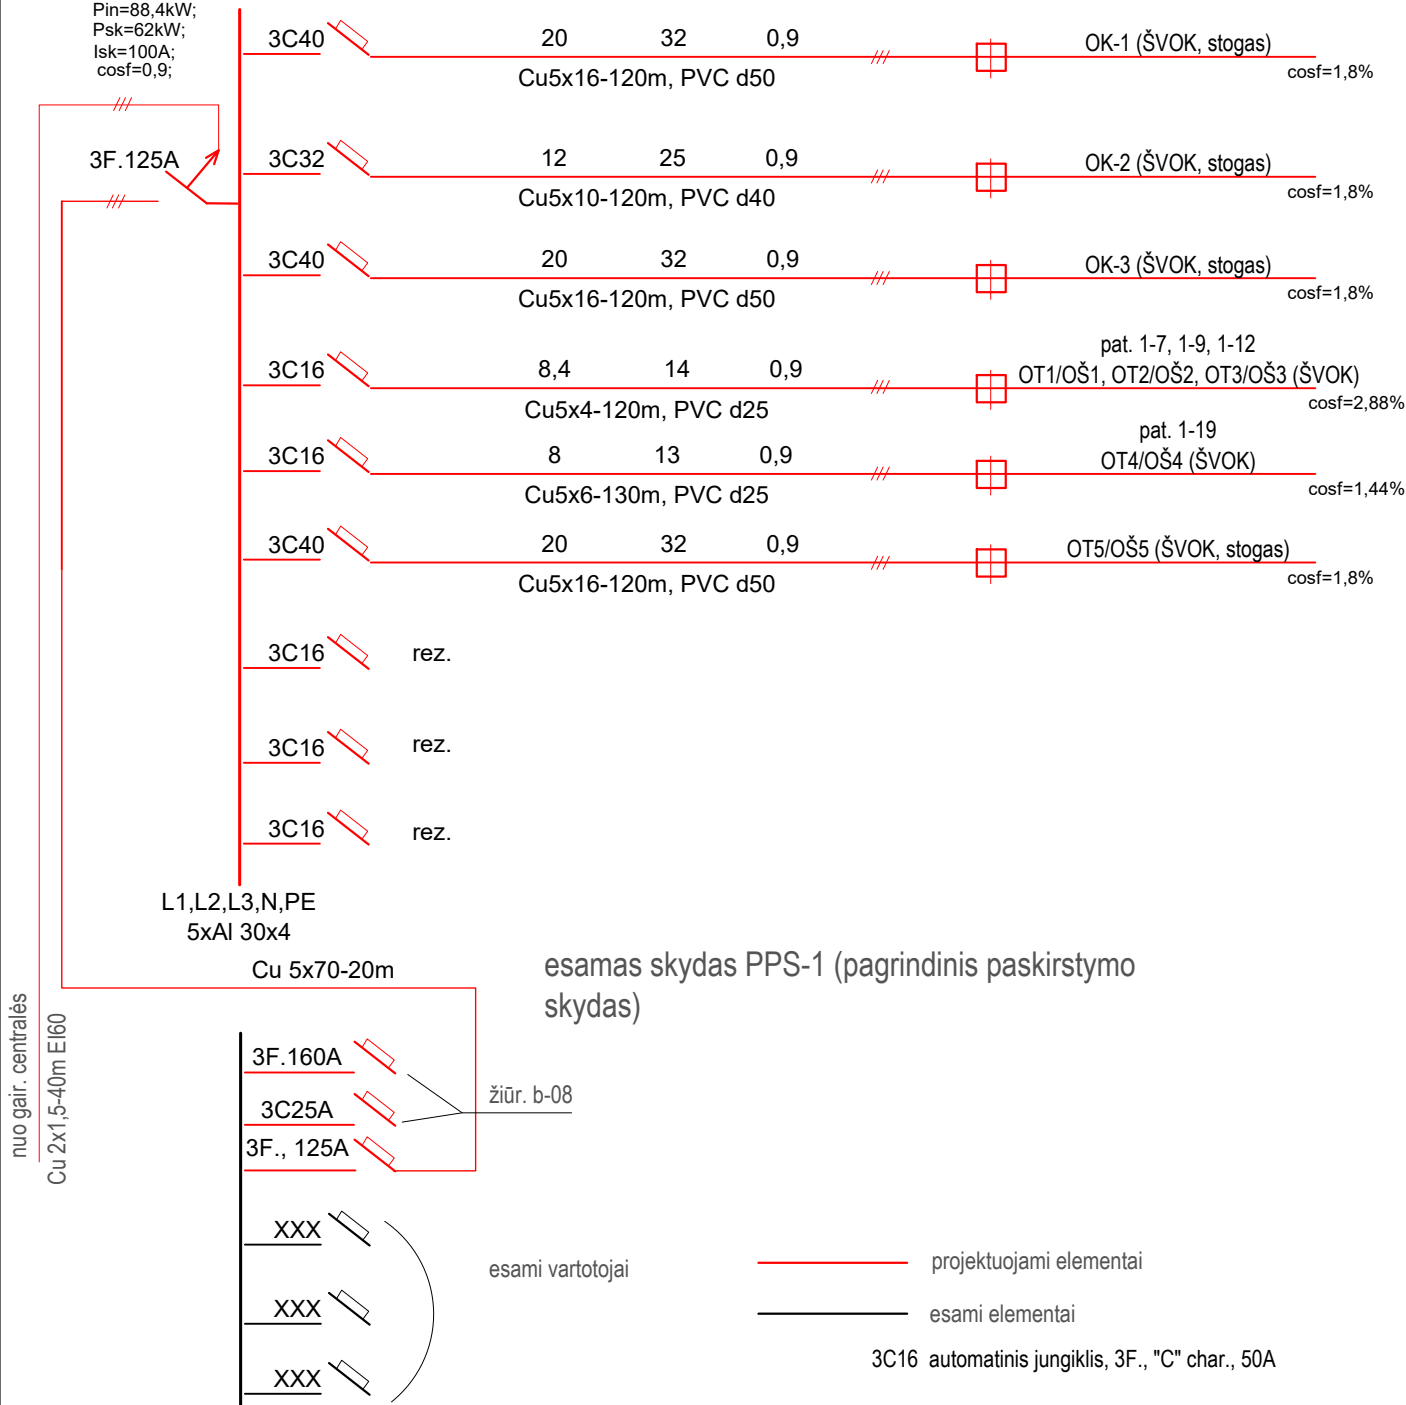 Pin=88,4kW;
Psk=62kW;
Isk=100A;
cosf=0,9;
3F.125A
3C40 20 32 0,9 OK-1 (ŠVOK, stogas)
Cu5x16-120m, PVC d50 cosf=1,8%
3C32 12 25 0,9 OK-2 (ŠVOK, stogas)
Cu5x10-120m, PVC d40 cosf=1,8%
3C40 20 32 0,9 OK-3 (ŠVOK, stogas)
Cu5x16-120m, PVC d50 cosf=1,8%
pat. 1-7, 1-9, 1-12
3C16 8,4 14 0,9 OT1/OŠ1, OT2/OŠ2, OT3/OŠ3 (ŠVOK)
Cu5x4-120m, PVC d25 cosf=2,88%
pat. 1-19
3C16 8 13 0,9 OT4/OŠ4 (ŠVOK)
Cu5x6-130m, PVC d25 cosf=1,44%
3C40 20 32 0,9 OT5/OŠ5 (ŠVOK, stogas)
Cu5x16-120m, PVC d50 cosf=1,8%
3C16 rez.
3C16 rez.
3C16 rez.
L1,L2,L3,N,PE
5xAl 30x4
Cu 5x70-20m
esamas skydas PPS-1 (pagrindinis paskirstymo
skydas)
nuo gair. centralės
Cu 2x1,5-40m EI60
3F.160A
3C25A
3F., 125A
žiūr. b-08
XXX
XXX
XXX
esami vartotojai
projektuojami elementai
esami elementai
3C16 automatinis jungiklis, 3F., "C" char., 50A